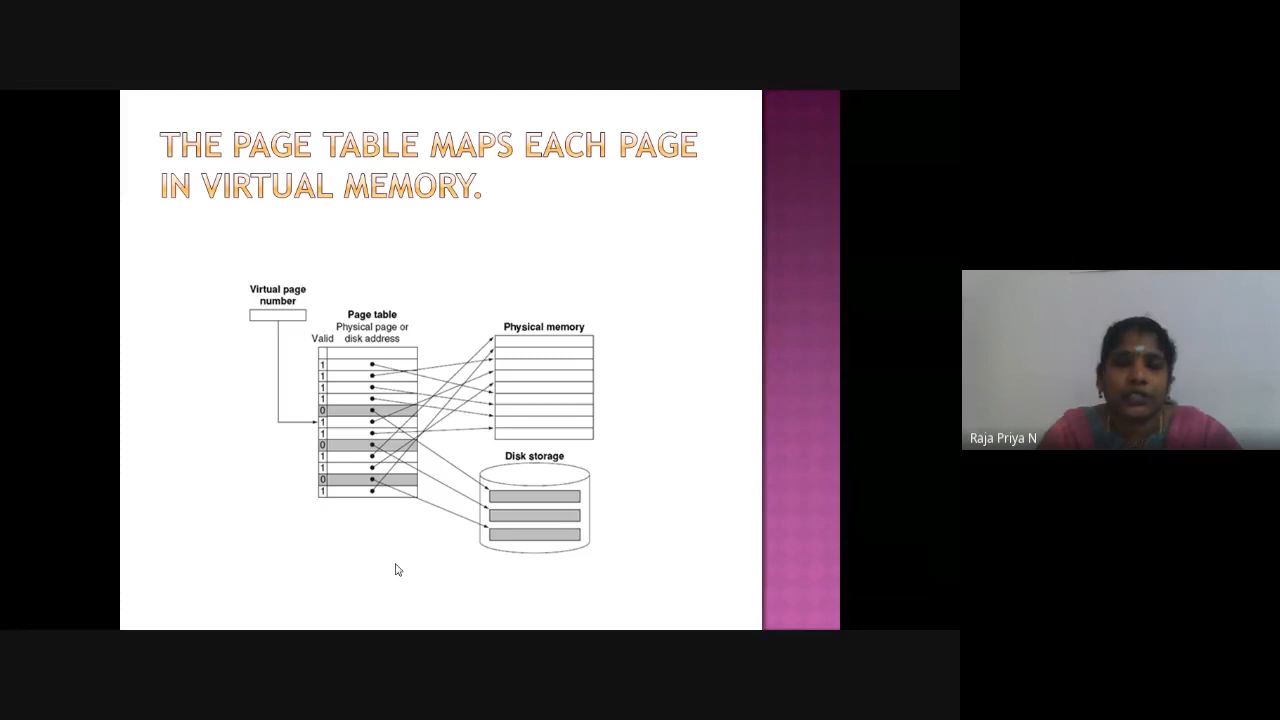 THE PAGE TABLE MAPS EACH PAGE
IN VIRTUAL MEMORY.
Virtual page
number
Page table
Physical page or
Valid disk address
1
1
1
1
0
1
1
0
1
1
0
1
Physical memory
Disk storage
Raja Priya N